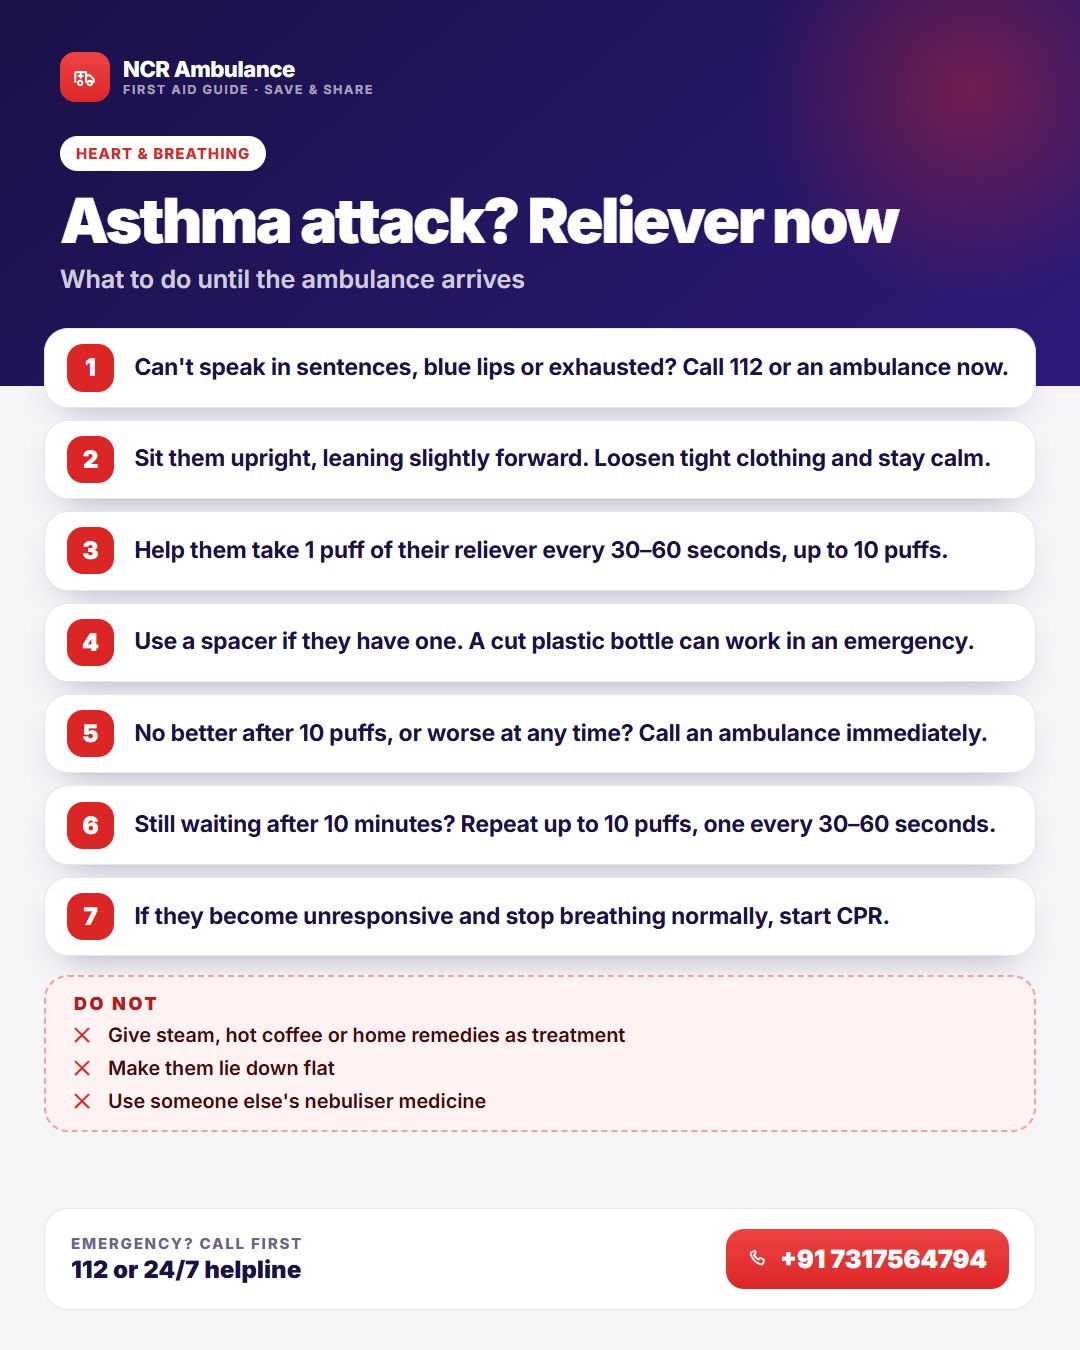 NCR Ambulance
FIRST AID GUIDE · SAVE & SHARE
HEART & BREATHING
Asthma attack? Reliever now
What to do until the ambulance arrives
1 Can't speak in sentences, blue lips or exhausted? Call 112 or an ambulance now.
2 Sit them upright, leaning slightly forward. Loosen tight clothing and stay calm.
3 Help them take 1 puff of their reliever every 30–60 seconds, up to 10 puffs.
4 Use a spacer if they have one. A cut plastic bottle can work in an emergency.
5 No better after 10 puffs, or worse at any time? Call an ambulance immediately.
6 Still waiting after 10 minutes? Repeat up to 10 puffs, one every 30–60 seconds.
7 If they become unresponsive and stop breathing normally, start CPR.
DO NOT
Give steam, hot coffee or home remedies as treatment
Make them lie down flat
Use someone else's nebuliser medicine
EMERGENCY? CALL FIRST
112 or 24/7 helpline
+91 7317564794